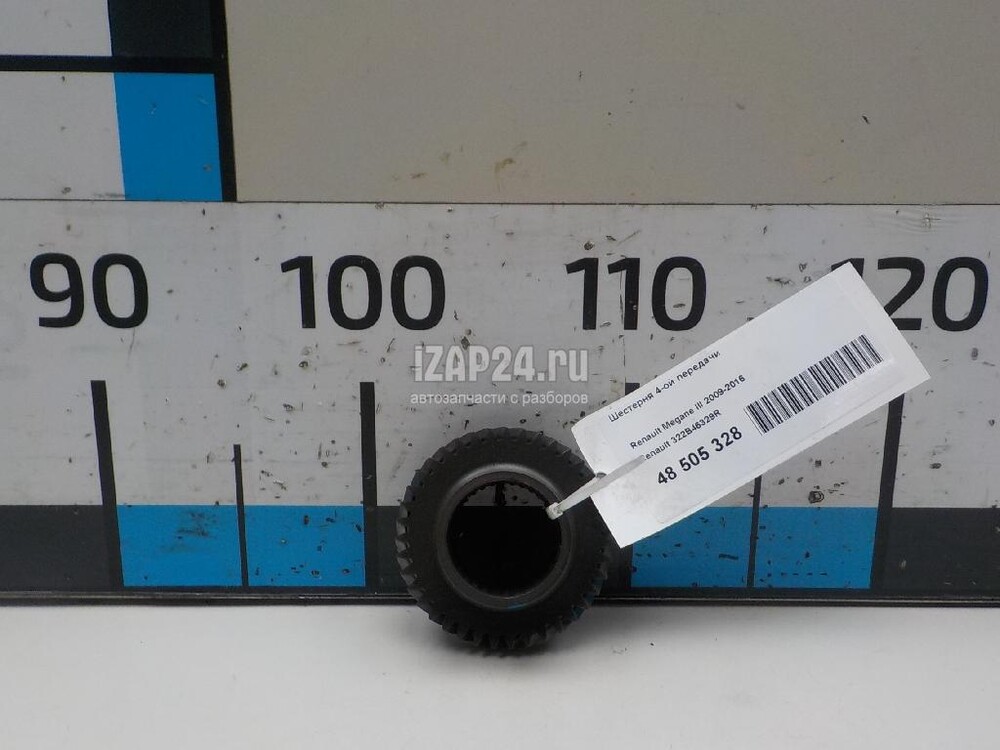 90 100 110 120
iZAP24.ru
автозапчасти с разборов
Шестерня 4-ой передачи
Renault Megane III 2009-2016
Renault 322B46329R
48 505 328